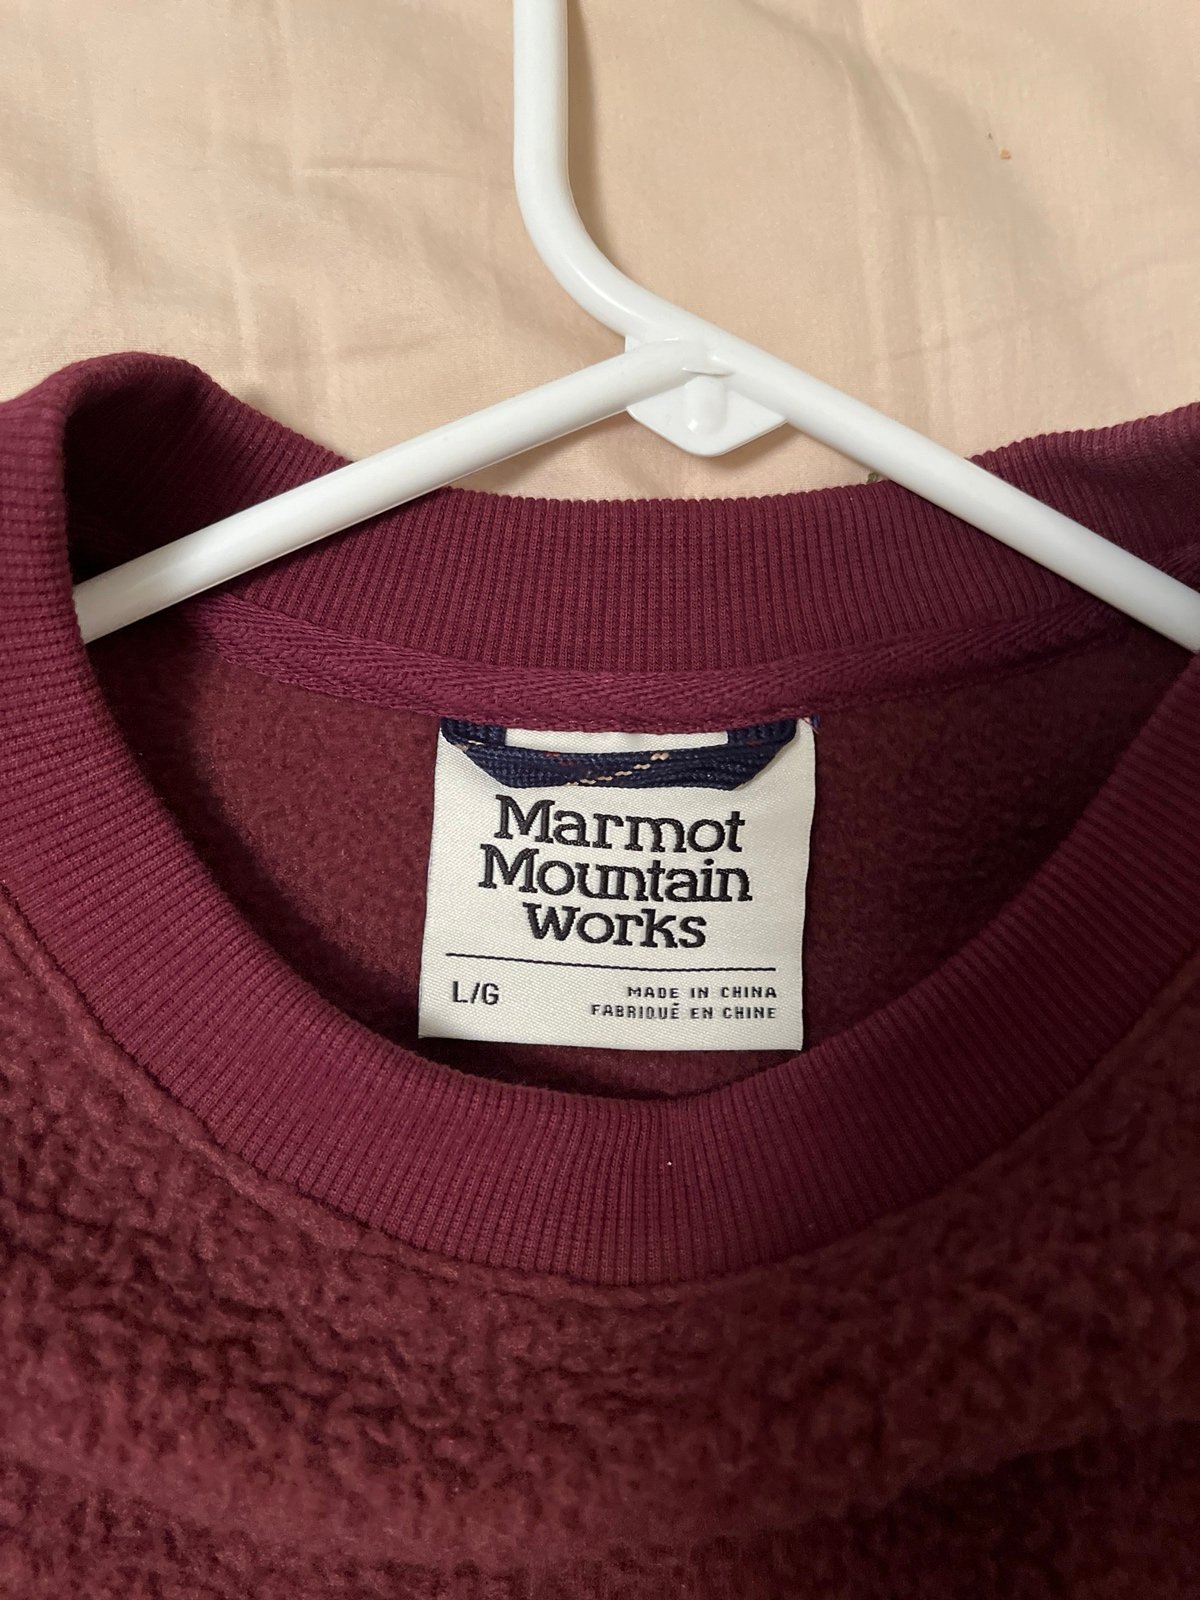 Marmot
Mountain
Works
L/G
MADE IN CHINA
FABRIQUÉ EN CHINE